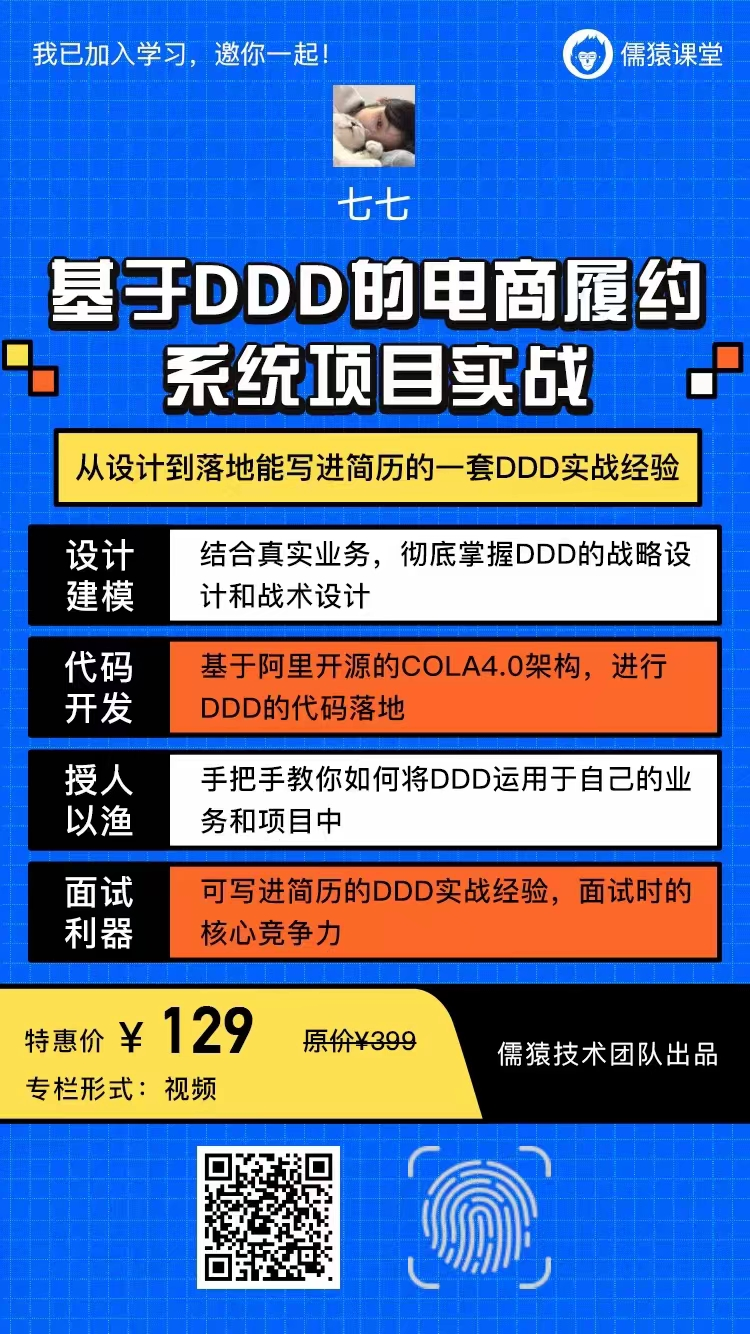 我已加入学习，邀你一起！
儒猿课堂
七七
基于DDD的电商履约
系统项目实战
从设计到落地能写进简历的一套DDD实战经验
设计
建模
结合真实业务，彻底掌握DDD的战略设
计和战术设计
代码
开发
基于阿里开源的COLA4.0架构，进行
DDD的代码落地
授人
以渔
手把手教你如何将DDD运用于自己的业
务和项目中
面试
利器
可写进简历的DDD实战经验，面试时的
核心竞争力
特惠价 ¥ 129 原价¥399
专栏形式：视频
儒猿技术团队出品